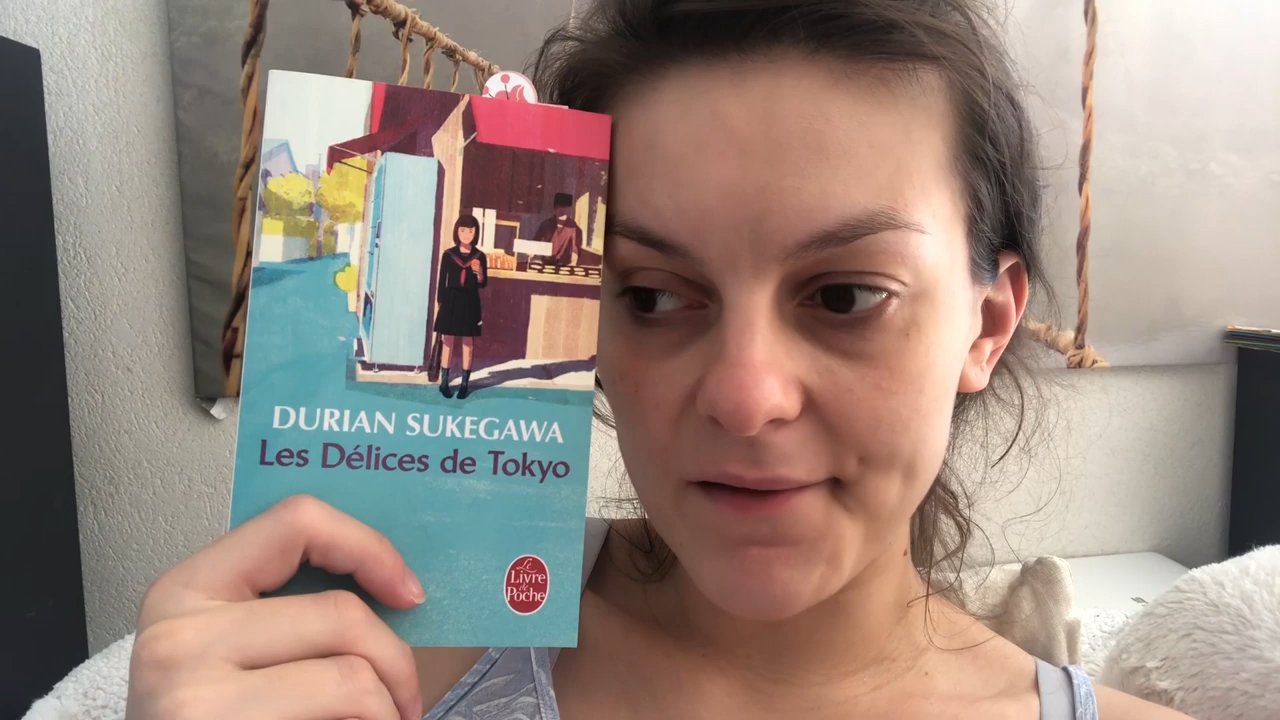 DURIAN SUKEGAWA
Les Délices de Tokyo
Le
Livre
de
Poche